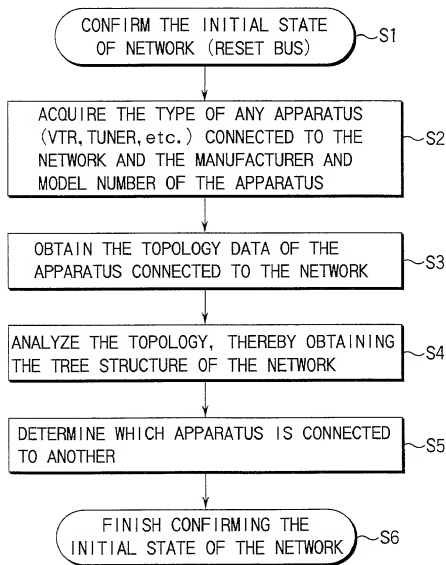 CONFIRM THE INITIAL STATE
OF NETWORK (RESET BUS)
S1
ACQUIRE THE TYPE OF ANY APPARATUS
(VTR, TUNER, etc.) CONNECTED TO THE
NETWORK AND THE MANUFACTURER AND
MODEL NUMBER OF THE APPARATUS
S2
OBTAIN THE TOPOLOGY DATA OF THE
APPARATUS CONNECTED TO THE NETWORK
S3
ANALYZE THE TOPOLOGY, THEREBY OBTAINING
THE TREE STRUCTURE OF THE NETWORK
S4
DETERMINE WHICH APPARATUS IS CONNECTED
TO ANOTHER
S5
FINISH CONFIRMING THE
INITIAL STATE OF THE NETWORK
S6